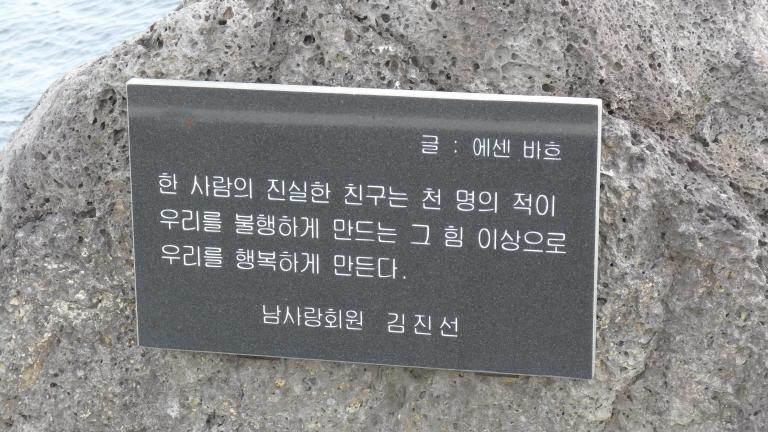 글 : 에센 바흐
한 사람의 진실한 친구는 천 명의 적이
우리를 불행하게 만드는 그 힘 이상으로
우리를 행복하게 만든다.
남사랑회원 김진선